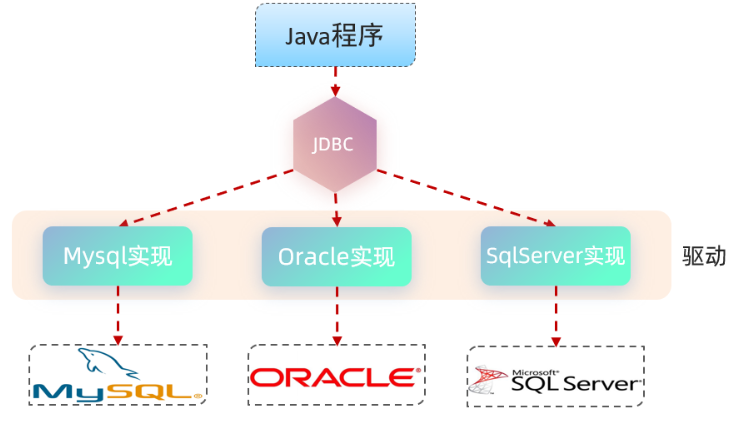 Java程序
JDBC
Mysql实现
Oracle实现
SqlServer实现
驱动
MySQL®
ORACLE®
Microsoft®
SQL Server